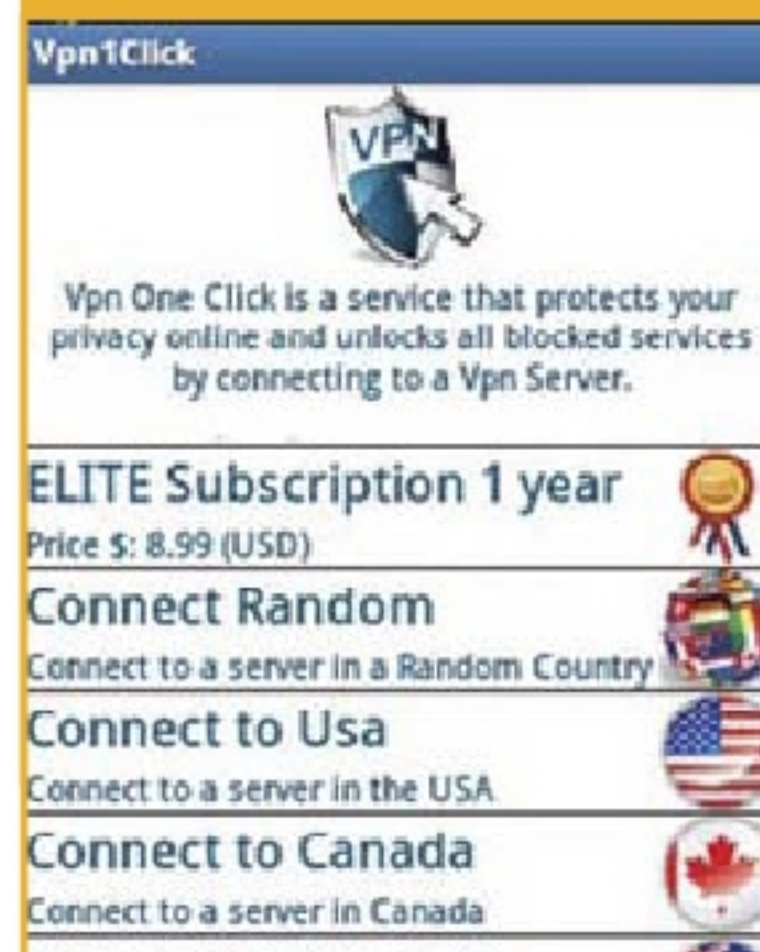 Vpn1Click
VPN
Vpn One Click is a service that protects your
privacy online and unlocks all blocked services
by connecting to a Vpn Server.
ELITE Subscription 1 year
Price $: 8.99 (USD)
Connect Random
Connect to a server in a Random Country
Connect to Usa
Connect to a server in the USA
Connect to Canada
Connect to a server in Canada